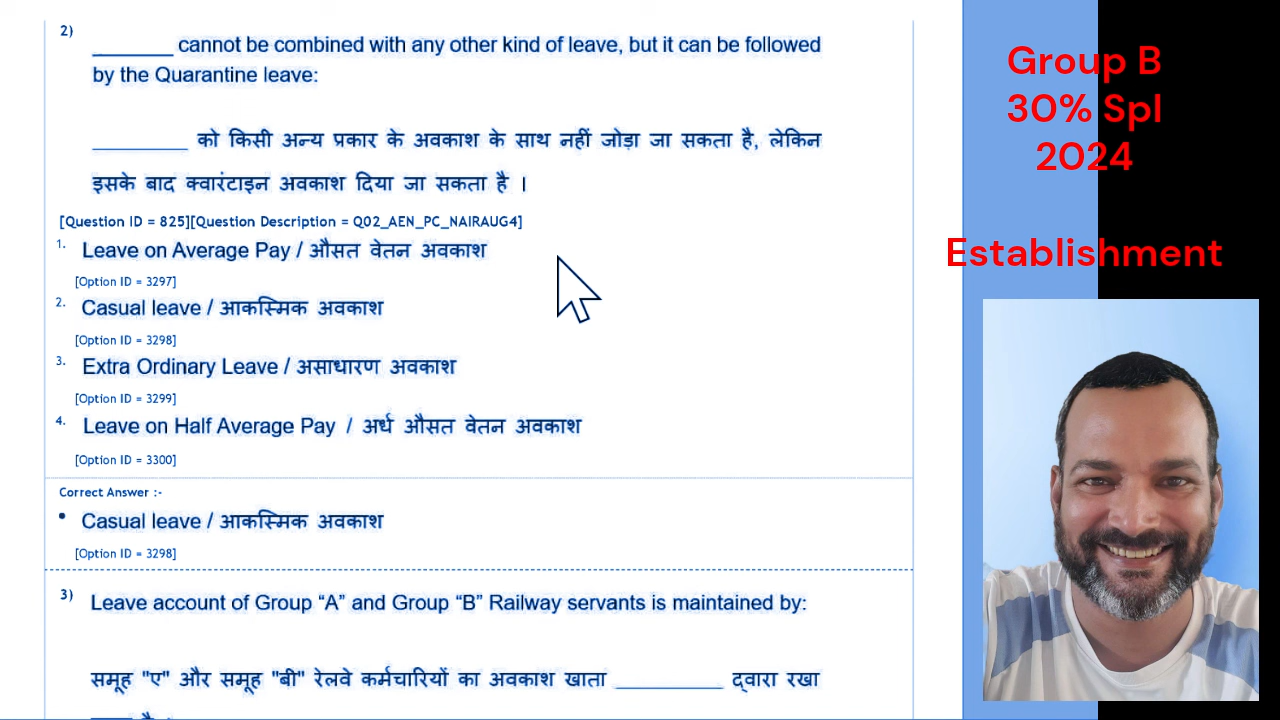 2)
________ cannot be combined with any other kind of leave, but it can be followed
by the Quarantine leave:
_________ को किसी अन्य प्रकार के अवकाश के साथ नहीं जोड़ा जा सकता है, लेकिन
इसके बाद क्वारंटाइन अवकाश दिया जा सकता है ।
[Question ID = 825][Question Description = Q02_AEN_PC_NAIRAUG4]
1. Leave on Average Pay / औसत वेतन अवकाश
[Option ID = 3297]
2. Casual leave / आकस्मिक अवकाश
[Option ID = 3298]
3. Extra Ordinary Leave / असाधारण अवकाश
[Option ID = 3299]
4. Leave on Half Average Pay / अर्ध औसत वेतन अवकाश
[Option ID = 3300]
Correct Answer :-
• Casual leave / आकस्मिक अवकाश
[Option ID = 3298]
3) Leave account of Group “A” and Group “B” Railway servants is maintained by:
समूह "ए" और समूह "बी" रेलवे कर्मचारियों का अवकाश खाता __________ द्वारा रखा
Group B
30% Spl
2024
Establishment